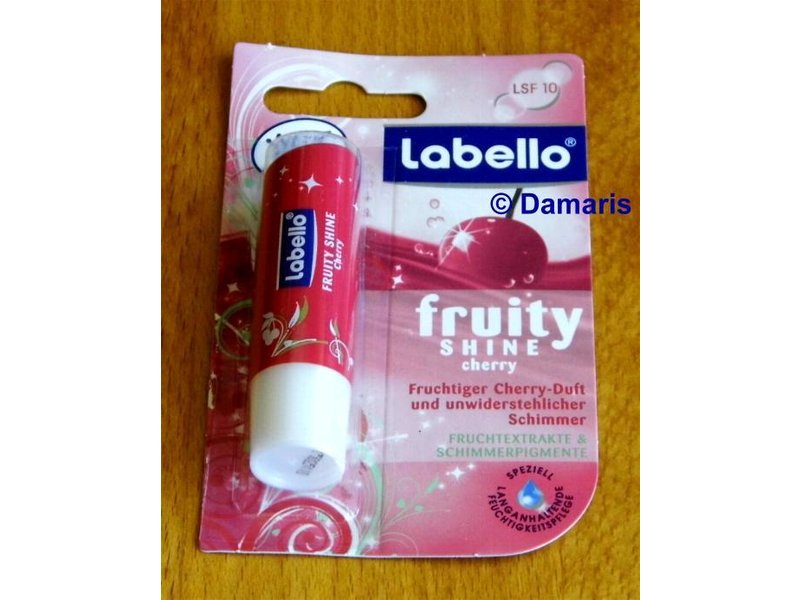 LSF 10
Labello®
© Damaris
Labello®
FRUITY SHINE
Cherry
fruity
SHINE
cherry
Fruchtiger Cherry-Duft
und unwiderstehlicher
Schimmer
FRUCHTEXTRAKTE &
SCHIMMERPIGMENTE
SPEZIELL
LANGANHALTENDE
FEUCHTIGKEITSPFLEGE